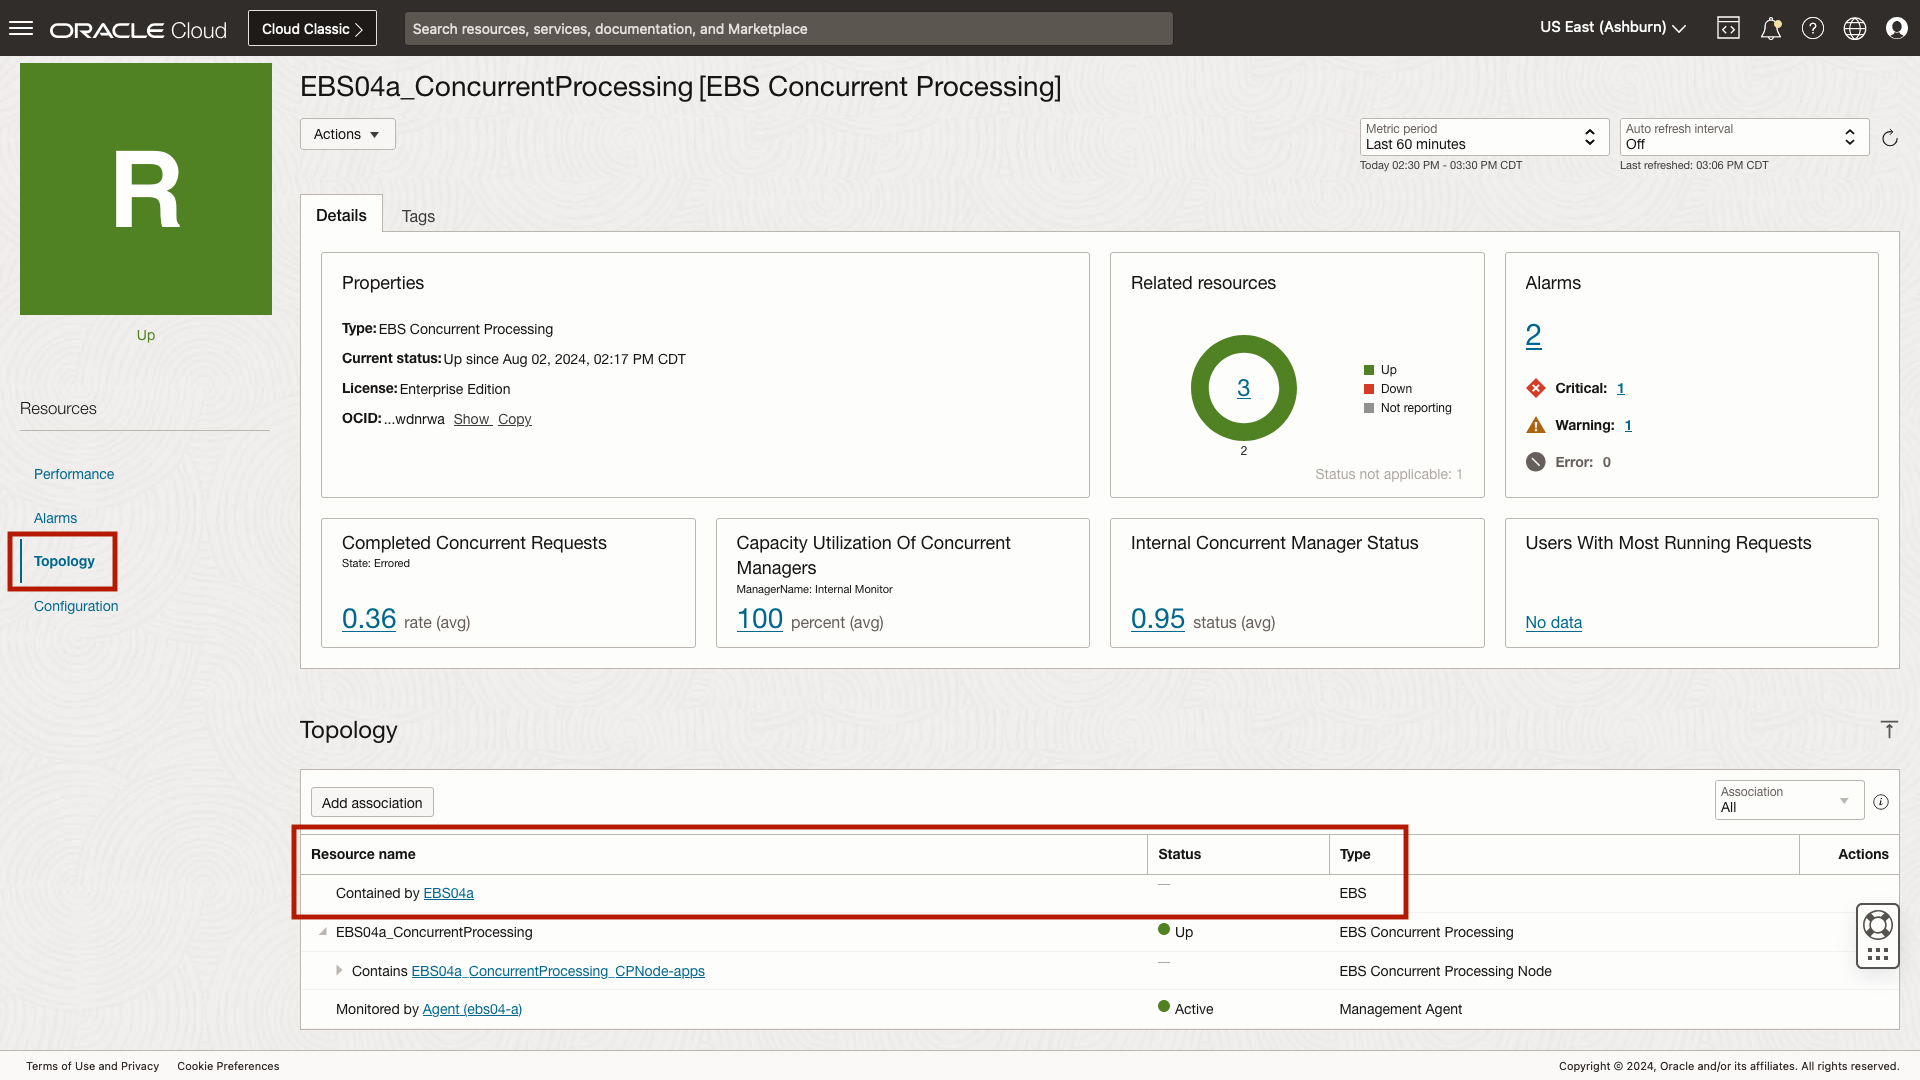 ORACLE Cloud
Cloud Classic
Search resources, services, documentation, and Marketplace
US East (Ashburn)
R
Up
Resources
Performance
Alarms
Topology
Configuration
EBS04a_ConcurrentProcessing [EBS Concurrent Processing]
Actions
Metric period
Last 60 minutes
Today 02:30 PM - 03:30 PM CDT
Auto refresh interval
Off
Last refreshed: 03:06 PM CDT
Details
Tags
Properties
Type: EBS Concurrent Processing
Current status: Up since Aug 02, 2024, 02:17 PM CDT
License: Enterprise Edition
OCID: ...wdnrwa Show Copy
Related resources
3
2
Up
Down
Not reporting
Status not applicable: 1
Alarms
2
Critical: 1
Warning: 1
Error: 0
Completed Concurrent Requests
State: Errored
0.36 rate (avg)
Capacity Utilization Of Concurrent
Managers
ManagerName: Internal Monitor
100 percent (avg)
Internal Concurrent Manager Status
0.95 status (avg)
Users With Most Running Requests
No data
Topology
Add association
Association
All
Resource name Status Type Actions
Contained by EBS04a — EBS
EBS04a_ConcurrentProcessing Up EBS Concurrent Processing
Contains EBS04a_ConcurrentProcessing_CPNode-apps — EBS Concurrent Processing Node
Monitored by Agent (ebs04-a) Active Management Agent
Terms of Use and Privacy Cookie Preferences
Copyright © 2024, Oracle and/or its affiliates. All rights reserved.